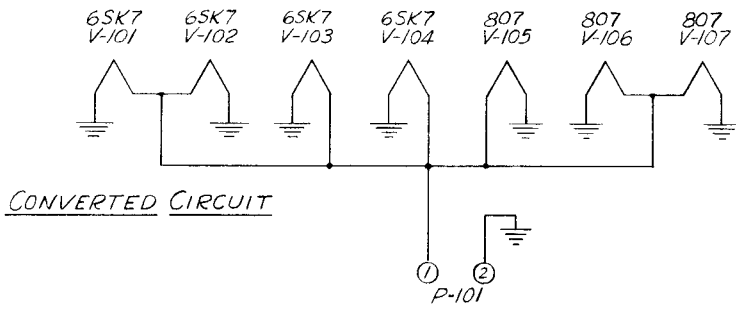 6SK7 6SK7 6SK7 6SK7 807 807 807
V-101 V-102 V-103 V-104 V-105 V-106 V-107
CONVERTED CIRCUIT
1 2
P-101